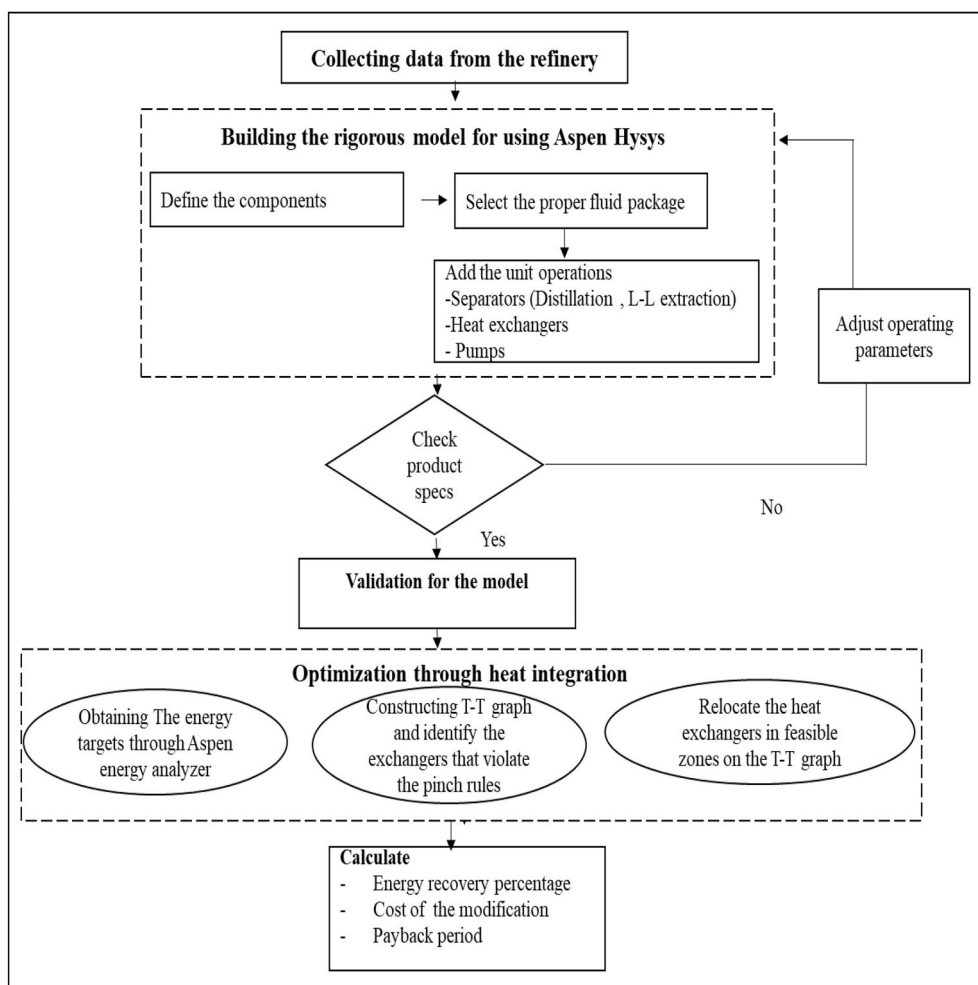 Collecting data from the refinery
Building the rigorous model for using Aspen Hysys
Define the components
Select the proper fluid package
Add the unit operations
-Separators (Distillation , L-L extraction)
-Heat exchangers
- Pumps
Adjust operating
parameters
Check
product
specs
No
Yes
Validation for the model
Optimization through heat integration
Obtaining The energy
targets through Aspen
energy analyzer
Constructing T-T graph
and identify the
exchangers that violate
the pinch rules
Relocate the heat
exchangers in feasible
zones on the T-T graph
Calculate
- Energy recovery percentage
- Cost of the modification
- Payback period